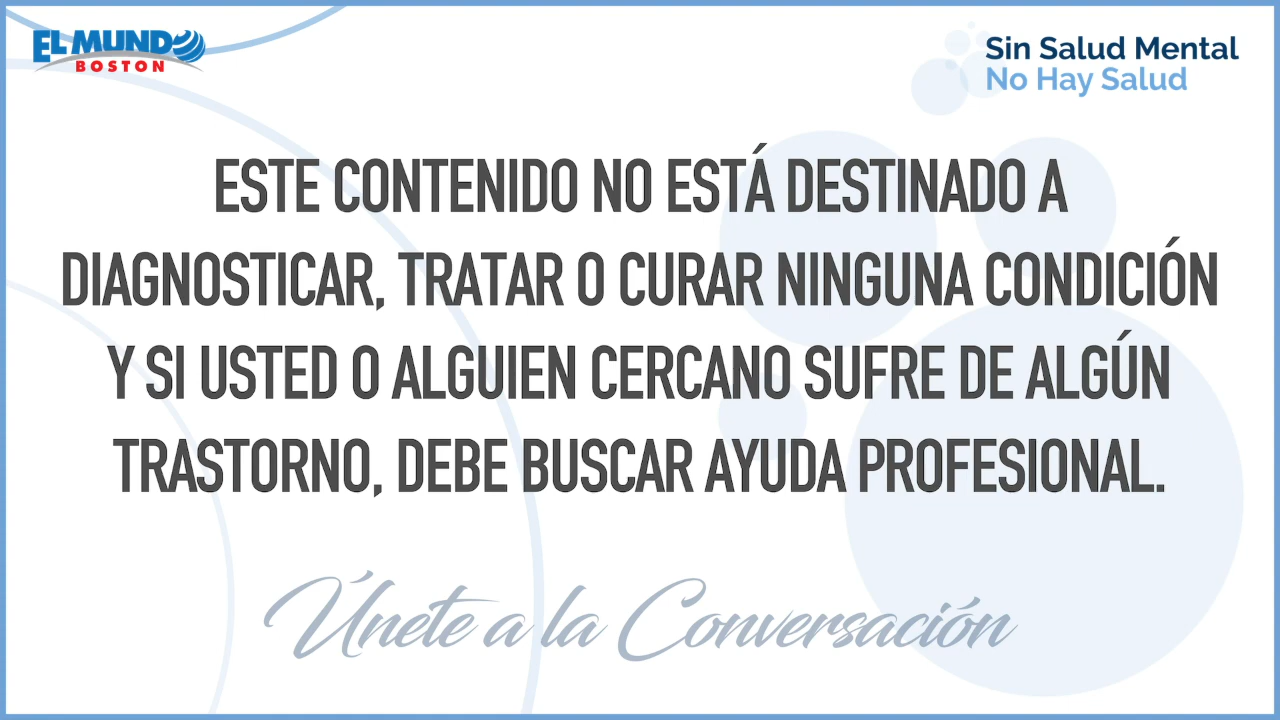 EL MUNDO
BOSTON
Sin Salud Mental
No Hay Salud
ESTE CONTENIDO NO ESTÁ DESTINADO A
DIAGNOSTICAR, TRATAR O CURAR NINGUNA CONDICIÓN
Y SI USTED O ALGUIEN CERCANO SUFRE DE ALGÚN
TRASTORNO, DEBE BUSCAR AYUDA PROFESIONAL.
Únete a la Conversación